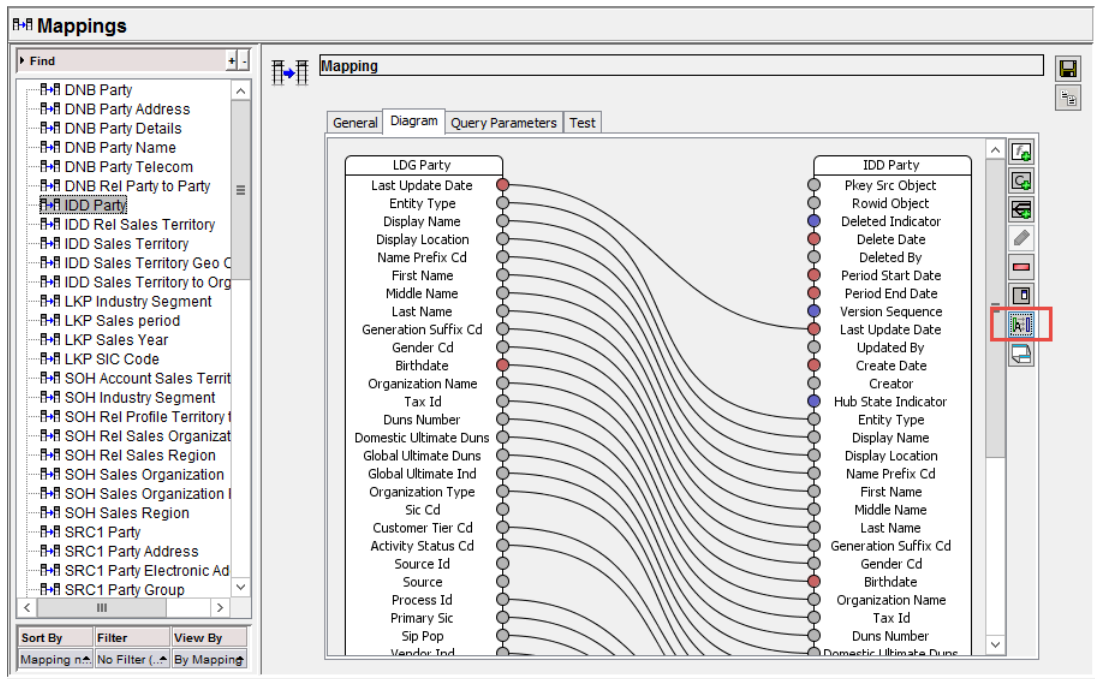 Mappings
Find
+ -
DNB Party
DNB Party Address
DNB Party Details
DNB Party Name
DNB Party Telecom
DNB Rel Party to Party
IDD Party
IDD Rel Sales Territory
IDD Sales Territory
IDD Sales Territory Geo C
IDD Sales Territory to Org
LKP Industry Segment
LKP Sales period
LKP Sales Year
LKP SIC Code
SOH Account Sales Territ
SOH Industry Segment
SOH Rel Profile Territory t
SOH Rel Sales Organizat
SOH Rel Sales Region
SOH Sales Organization
SOH Sales Organization I
SOH Sales Region
SRC1 Party
SRC1 Party Address
SRC1 Party Electronic Ad
SRC1 Party Group
Sort By Filter View By
Mapping n... No Filter (... By Mapping
Mapping
General Diagram Query Parameters Test
LDG Party
Last Update Date
Entity Type
Display Name
Display Location
Name Prefix Cd
First Name
Middle Name
Last Name
Generation Suffix Cd
Gender Cd
Birthdate
Organization Name
Tax Id
Duns Number
Domestic Ultimate Duns
Global Ultimate Duns
Global Ultimate Ind
Organization Type
Sic Cd
Customer Tier Cd
Activity Status Cd
Source Id
Source
Process Id
Primary Sic
Sip Pop
Vendor Ind
IDD Party
Pkey Src Object
Rowid Object
Deleted Indicator
Delete Date
Deleted By
Period Start Date
Period End Date
Version Sequence
Last Update Date
Updated By
Create Date
Creator
Hub State Indicator
Entity Type
Display Name
Display Location
Name Prefix Cd
First Name
Middle Name
Last Name
Generation Suffix Cd
Gender Cd
Birthdate
Organization Name
Tax Id
Duns Number
Domestic Ultimate Duns